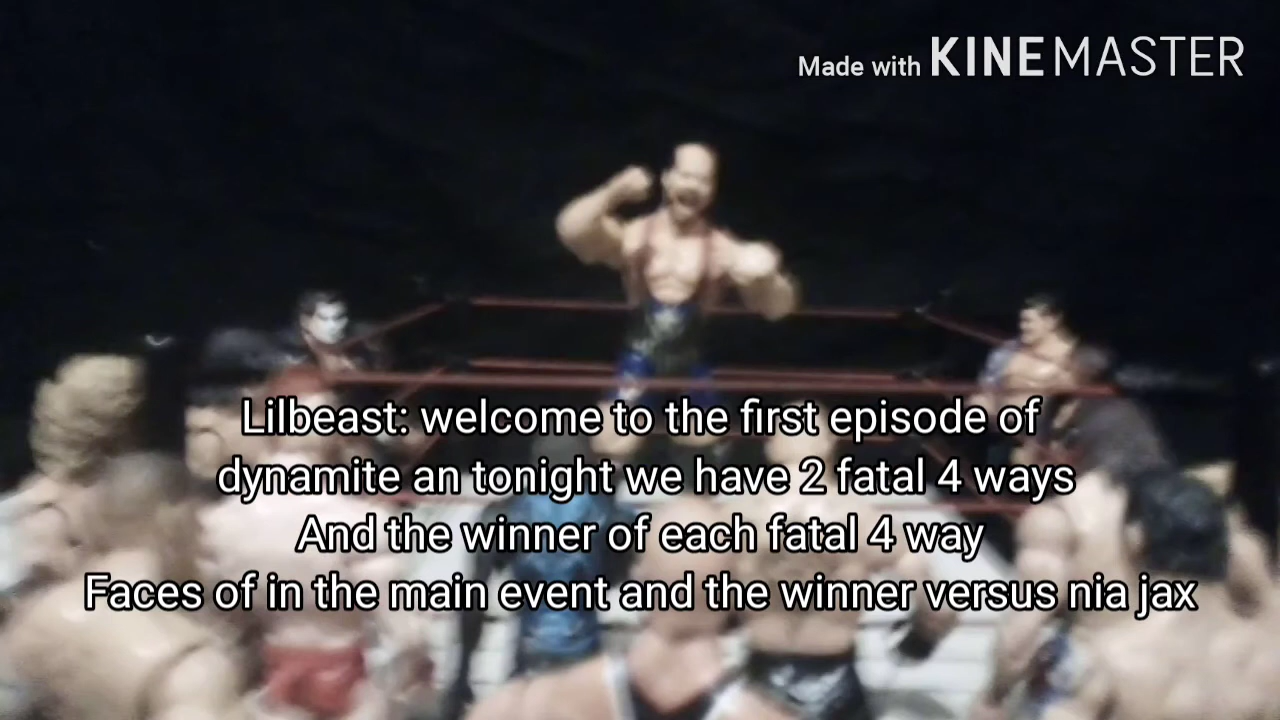 Made with KINEMASTER
Lilbeast: welcome to the first episode of
dynamite an tonight we have 2 fatal 4 ways
And the winner of each fatal 4 way
Faces of in the main event and the winner versus nia jax